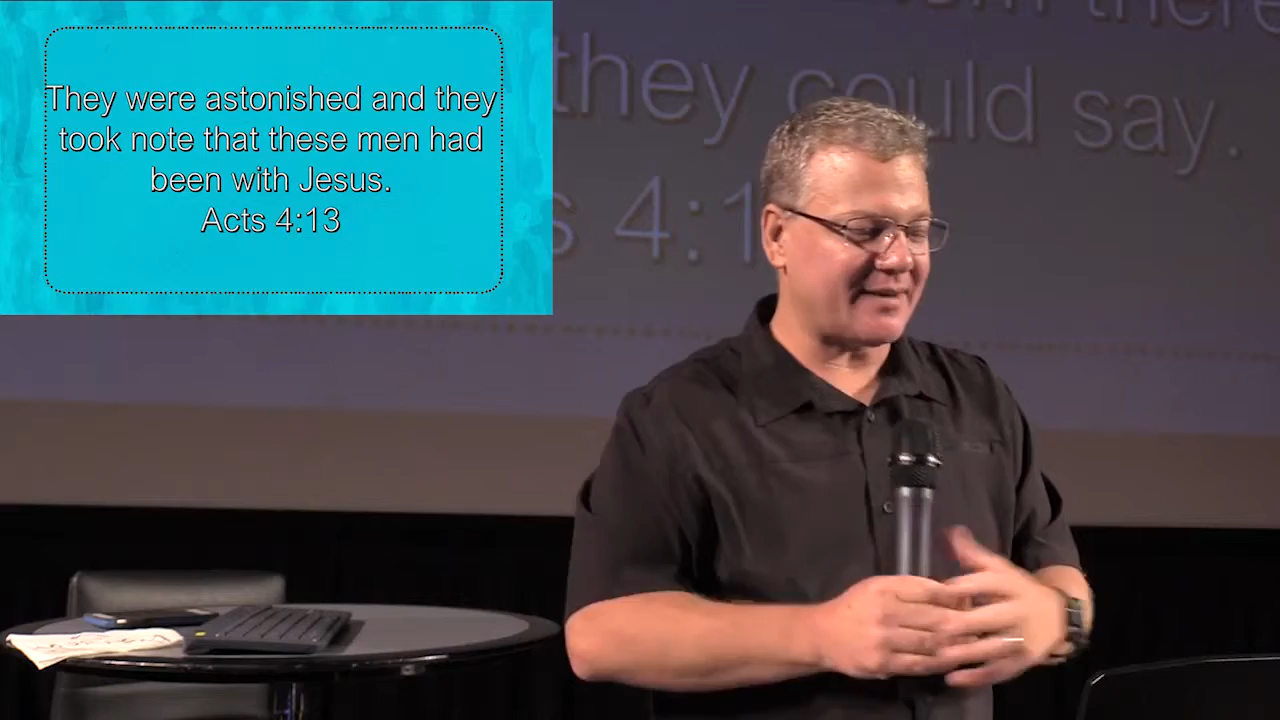 They were astonished and they
took note that these men had
been with Jesus.
Acts 4:13
there
they could say.
4:1